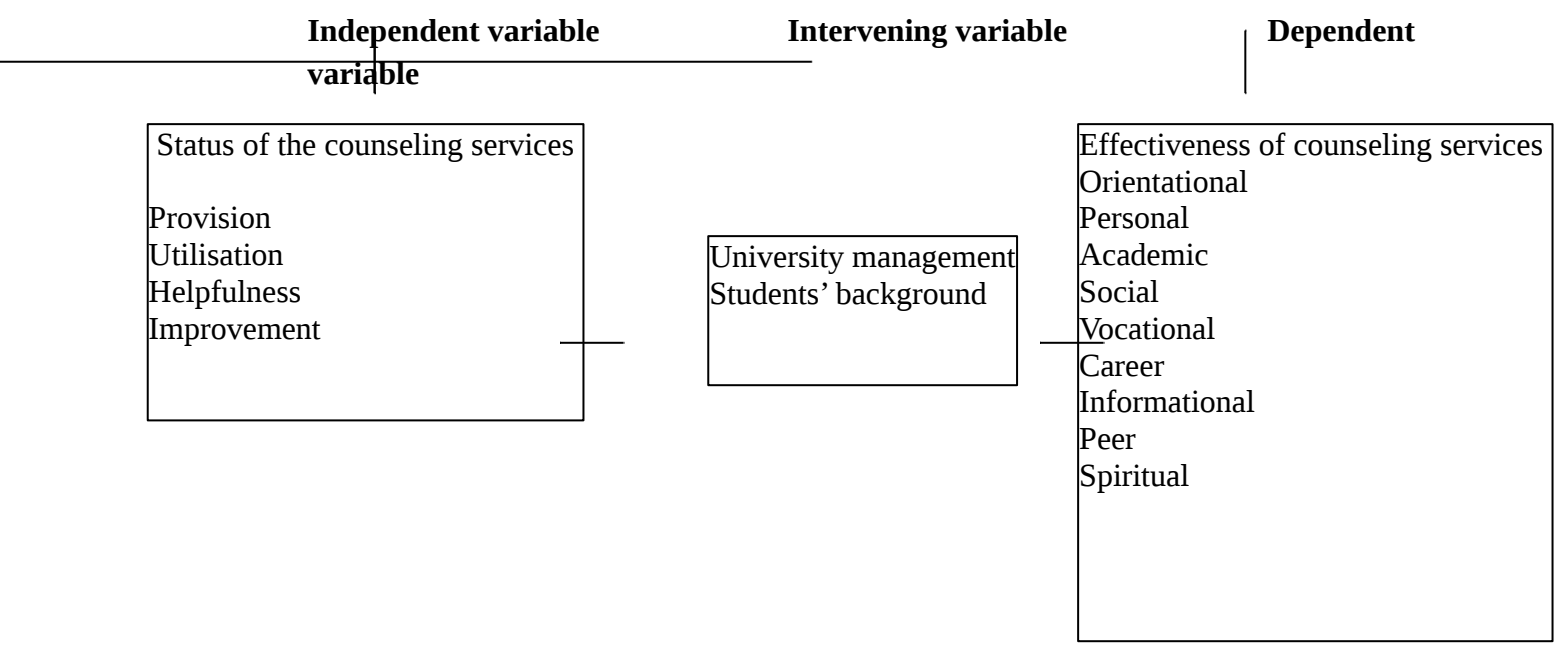 Independent variable Intervening variable Dependent
variable
Status of the counseling services
Provision
Utilisation
Helpfulness
Improvement
University management
Students’ background
Effectiveness of counseling services
Orientational
Personal
Academic
Social
Vocational
Career
Informational
Peer
Spiritual